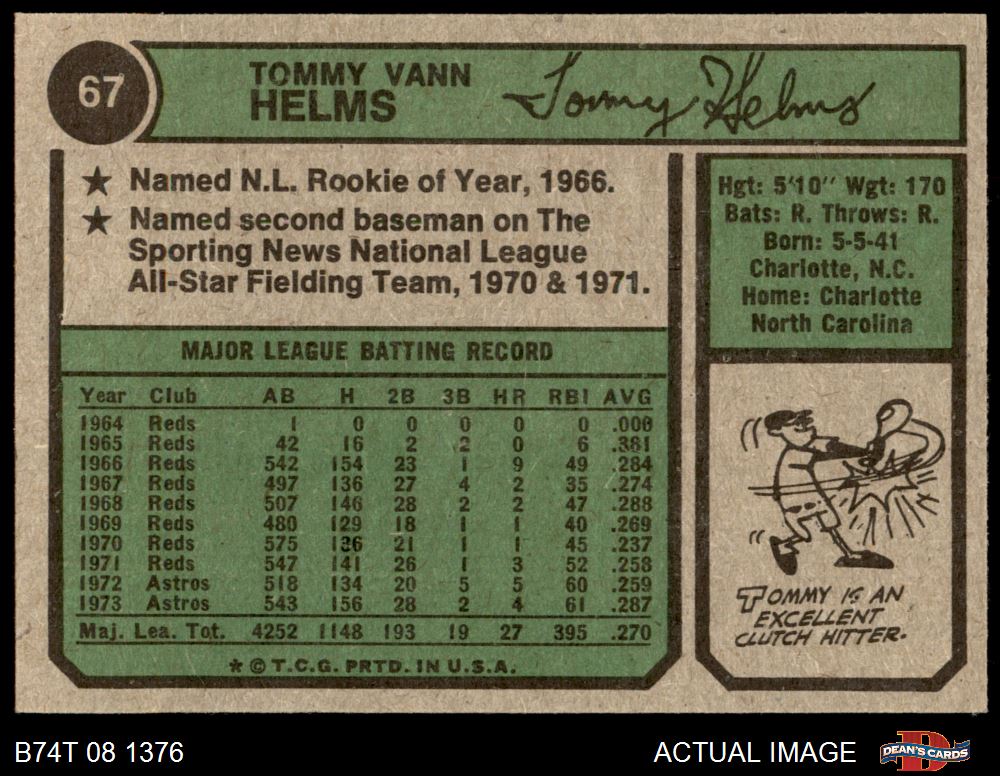 67
TOMMY VANN
HELMS
Tommy Helms
★ Named N.L. Rookie of Year, 1966.
★ Named second baseman on The
Sporting News National League
All-Star Fielding Team, 1970 & 1971.
Hgt: 5'10'' Wgt: 170
Bats: R. Throws: R.
Born: 5-5-41
Charlotte, N.C.
Home: Charlotte
North Carolina
MAJOR LEAGUE BATTING RECORD
Year Club AB H 2B 3B HR RBI AVG
1964 Reds 1 0 0 0 0 0 .000
1965 Reds 42 16 2 2 0 6 .381
1966 Reds 542 154 23 1 9 49 .284
1967 Reds 497 136 27 4 2 35 .274
1968 Reds 507 146 28 2 2 47 .288
1969 Reds 480 129 18 1 1 40 .269
1970 Reds 575 136 21 1 1 45 .237
1971 Reds 547 141 26 1 3 52 .258
1972 Astros 518 134 20 5 5 60 .259
1973 Astros 543 156 28 2 4 61 .287
Maj. Lea. Tot. 4252 1148 193 19 27 395 .270
* © T.C.G. PRTD. IN U.S.A.
TOMMY IS AN
EXCELLENT
CLUTCH HITTER.
B74T 08 1376
ACTUAL IMAGE
D
DEAN'S CARDS